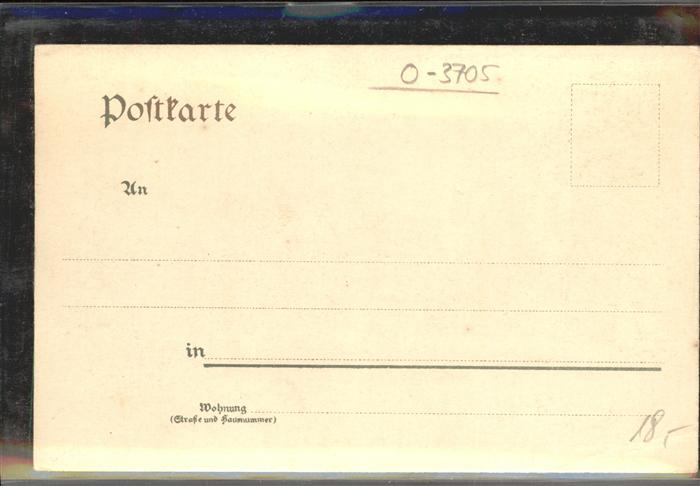 O-3705
Postkarte
An
in
Wohnung
(Straße und Hausnummer)
18,-